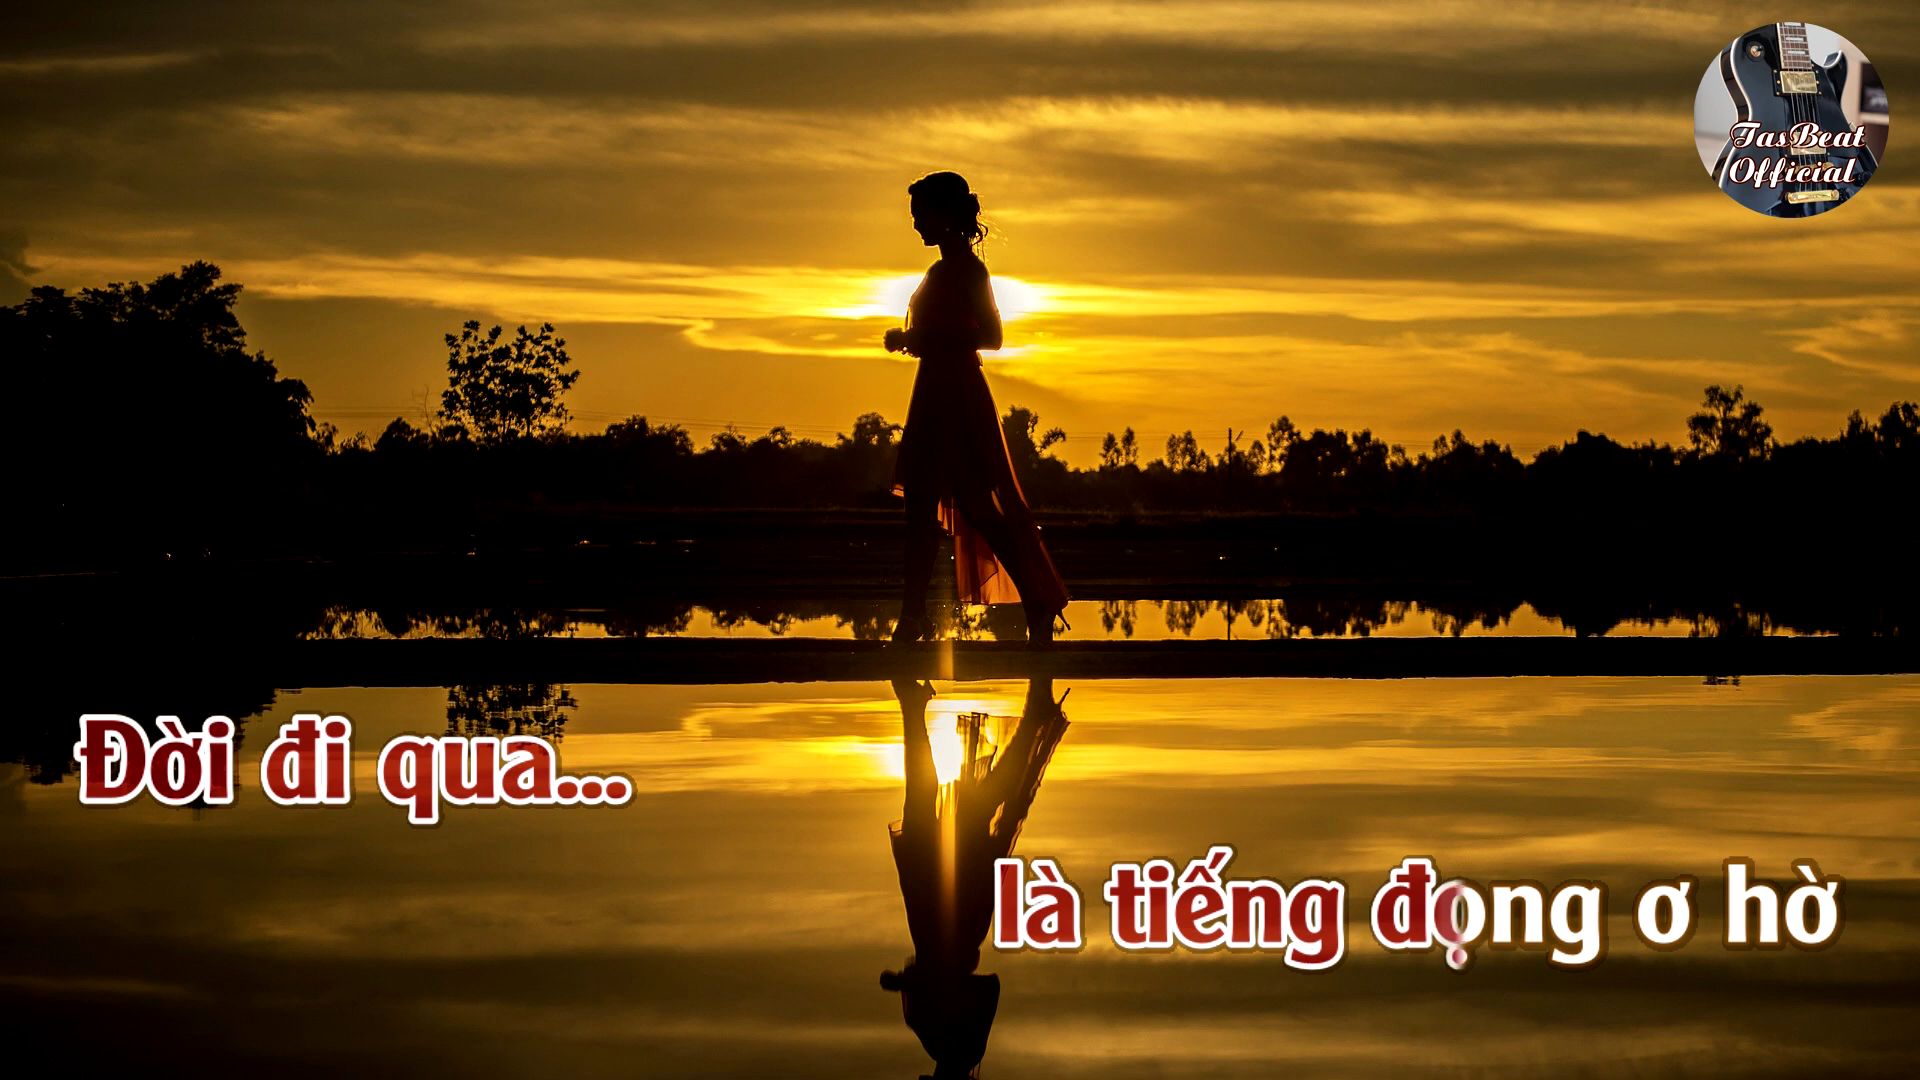 TasBeat
Official
Đời đi qua...
là tiếng đọng ơ hờ